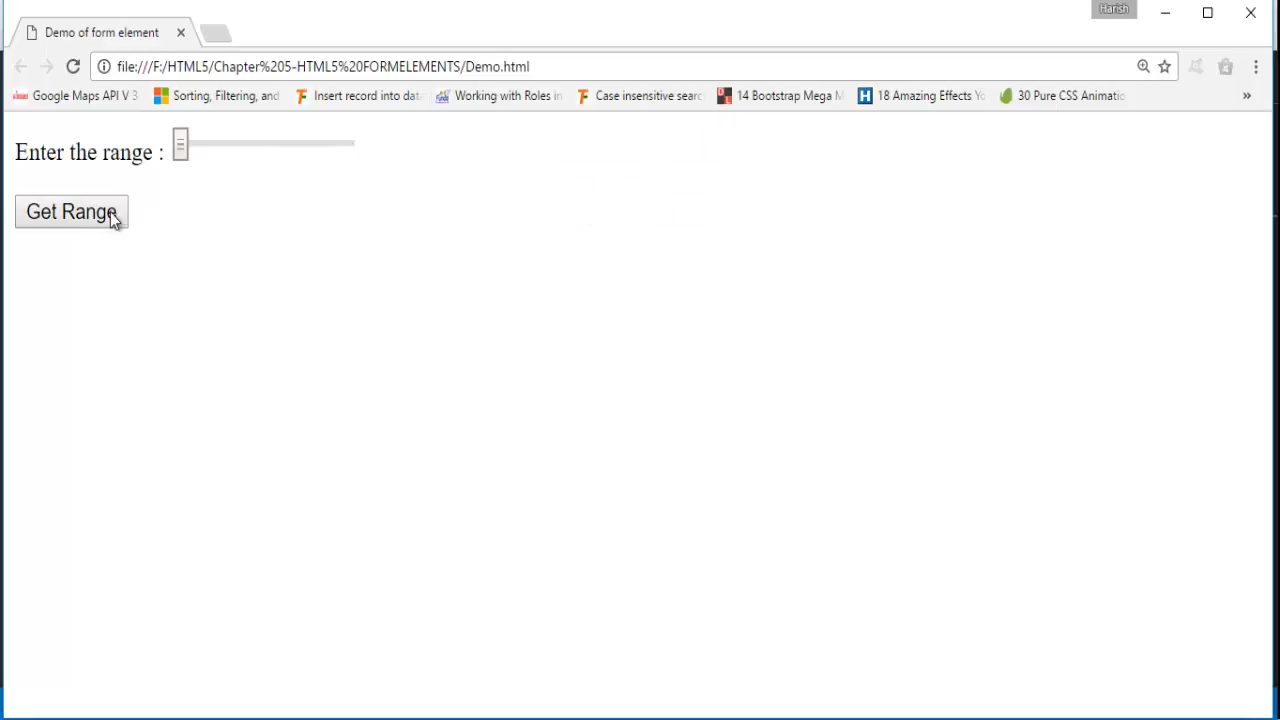 Harish
Demo of form element
file:///F:/HTML5/Chapter%205-HTML5%20FORMELEMENTS/Demo.html
Google Maps API V 3 Sorting, Filtering, and Insert record into dat Working with Roles in Case insensitive searc 14 Bootstrap Mega M 18 Amazing Effects Yo 30 Pure CSS Animatio »
Enter the range :
Get Range